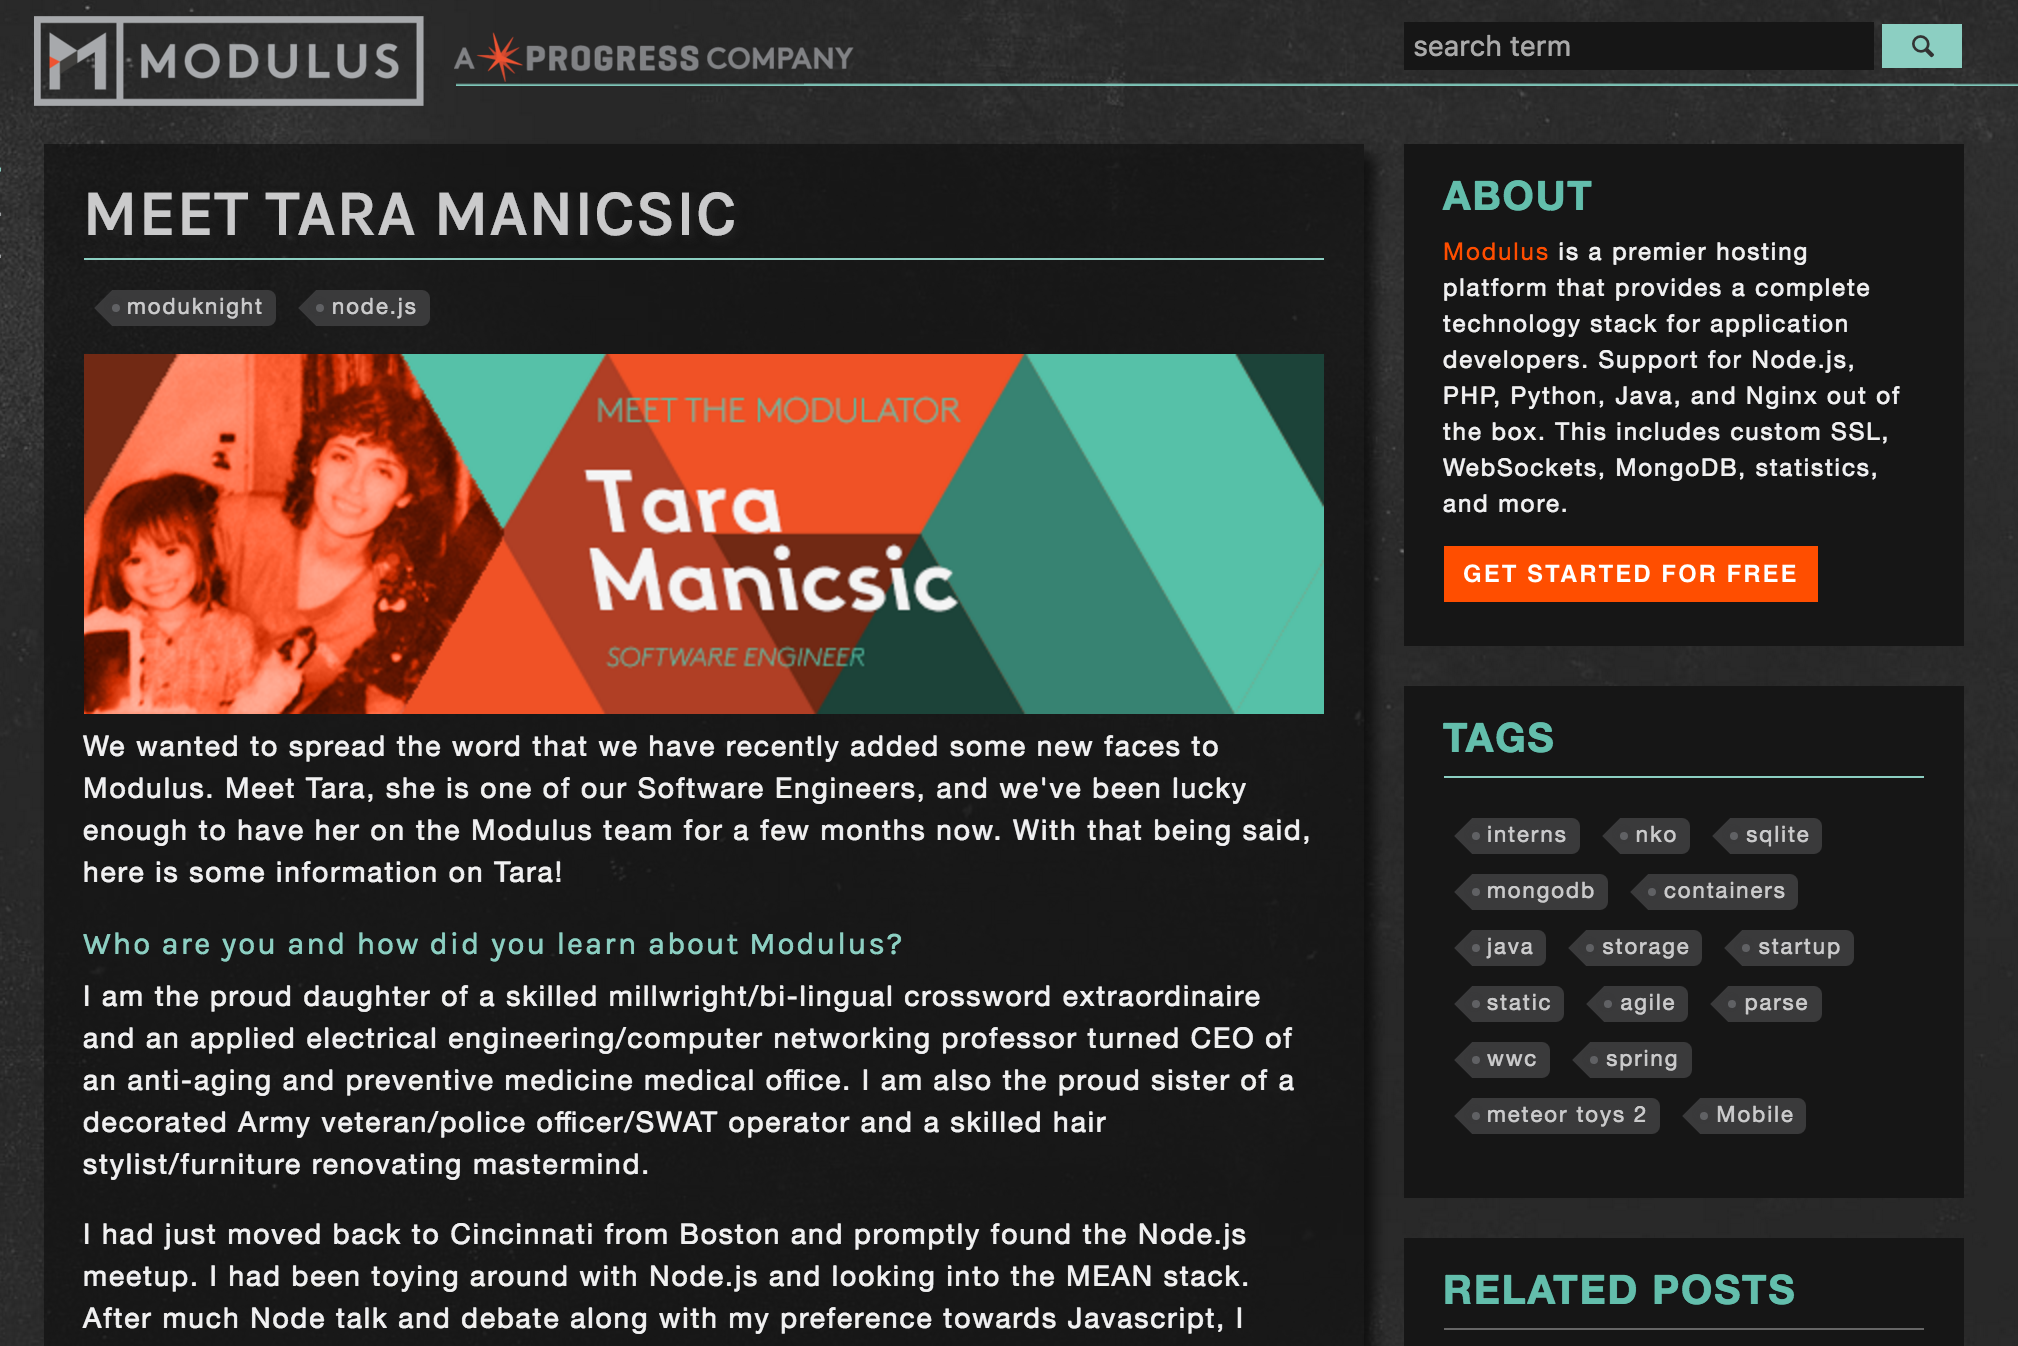 MODULUS
A PROGRESS COMPANY
search term
MEET TARA MANICSIC
moduknight
node.js
MEET THE MODULATOR
Tara
Manicsic
SOFTWARE ENGINEER
We wanted to spread the word that we have recently added some new faces to
Modulus. Meet Tara, she is one of our Software Engineers, and we've been lucky
enough to have her on the Modulus team for a few months now. With that being said,
here is some information on Tara!
Who are you and how did you learn about Modulus?
I am the proud daughter of a skilled millwright/bi-lingual crossword extraordinaire
and an applied electrical engineering/computer networking professor turned CEO of
an anti-aging and preventive medicine medical office. I am also the proud sister of a
decorated Army veteran/police officer/SWAT operator and a skilled hair
stylist/furniture renovating mastermind.
I had just moved back to Cincinnati from Boston and promptly found the Node.js
meetup. I had been toying around with Node.js and looking into the MEAN stack.
After much Node talk and debate along with my preference towards Javascript, I
ABOUT
Modulus is a premier hosting
platform that provides a complete
technology stack for application
developers. Support for Node.js,
PHP, Python, Java, and Nginx out of
the box. This includes custom SSL,
WebSockets, MongoDB, statistics,
and more.
GET STARTED FOR FREE
TAGS
interns nko sqlite
mongodb containers
java storage startup
static agile parse
wwc spring
meteor toys 2 Mobile
RELATED POSTS